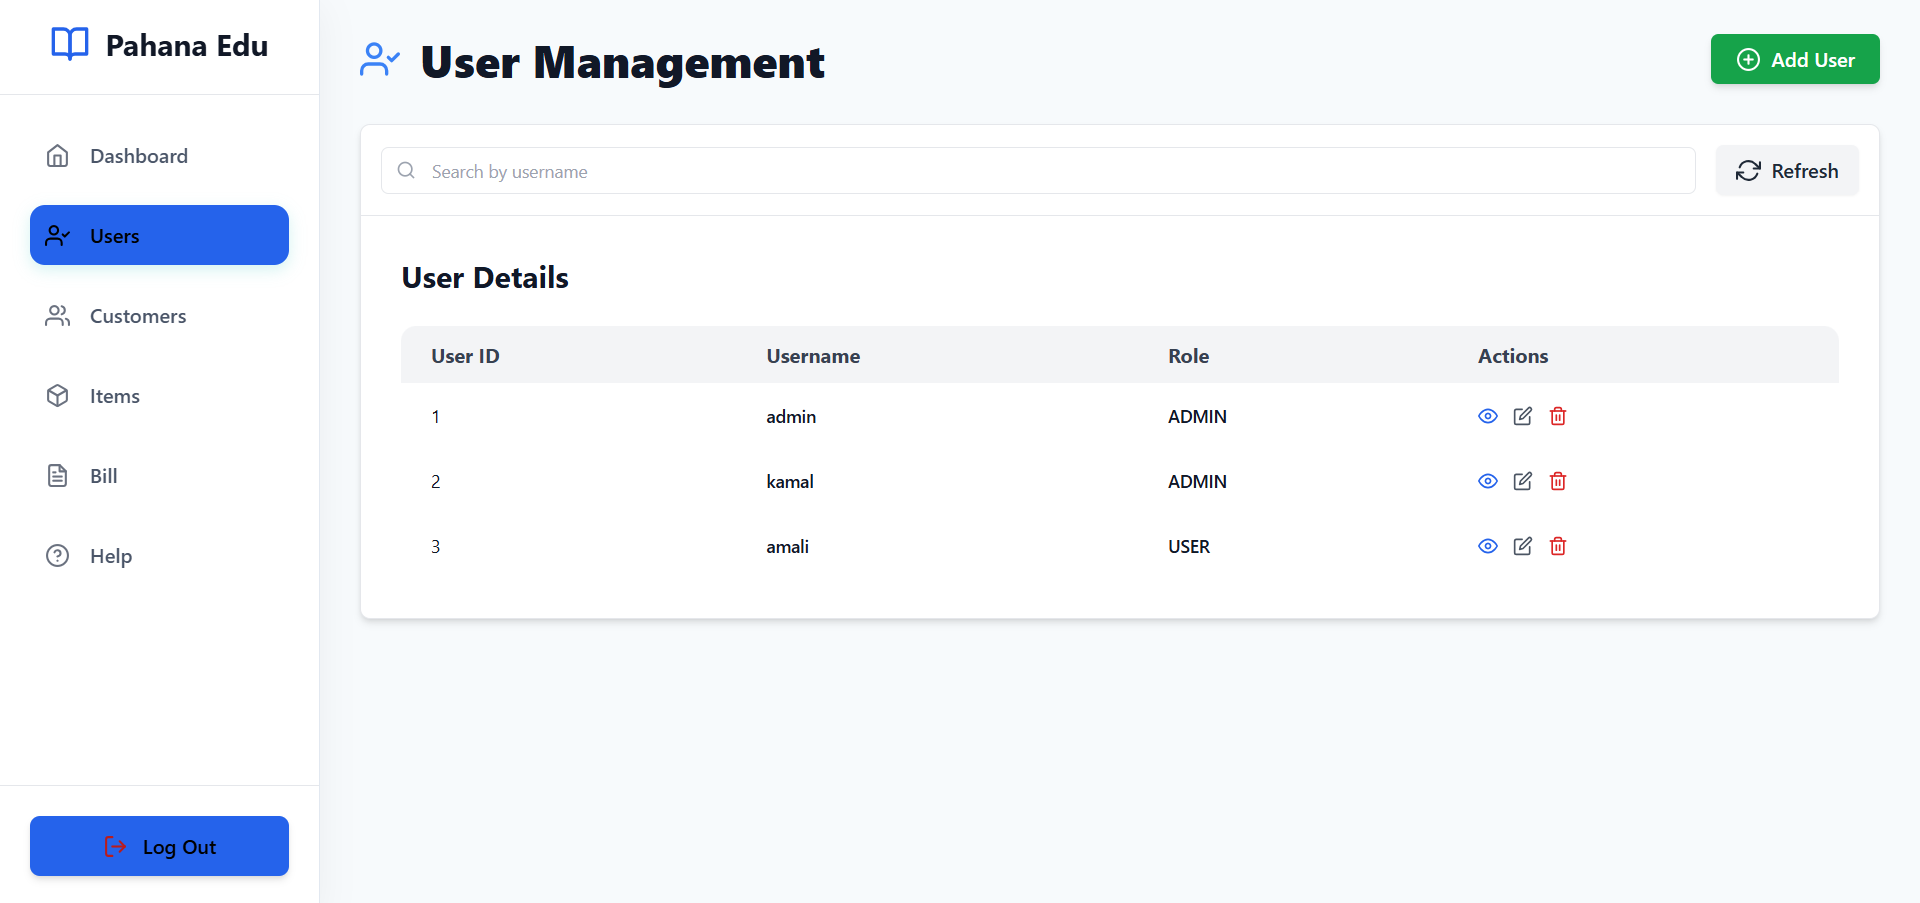 Pahana Edu
Dashboard
Users
Customers
Items
Bill
Help
Log Out
User Management
Add User
Search by username
Refresh
User Details
User ID Username Role Actions
1 admin ADMIN
2 kamal ADMIN
3 amali USER